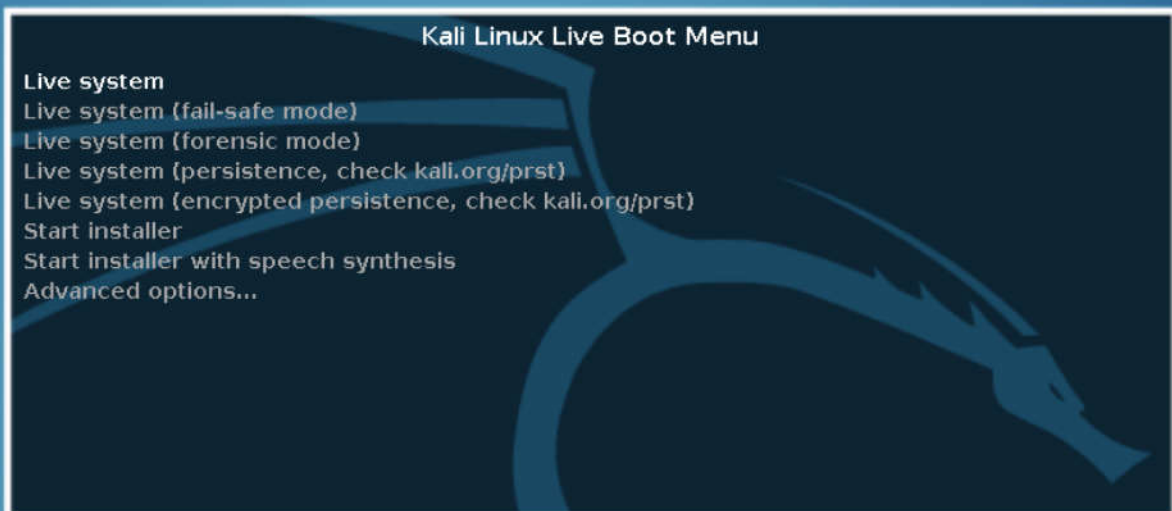 Kali Linux Live Boot Menu
Live system
Live system (fail-safe mode)
Live system (forensic mode)
Live system (persistence, check kali.org/prst)
Live system (encrypted persistence, check kali.org/prst)
Start installer
Start installer with speech synthesis
Advanced options...